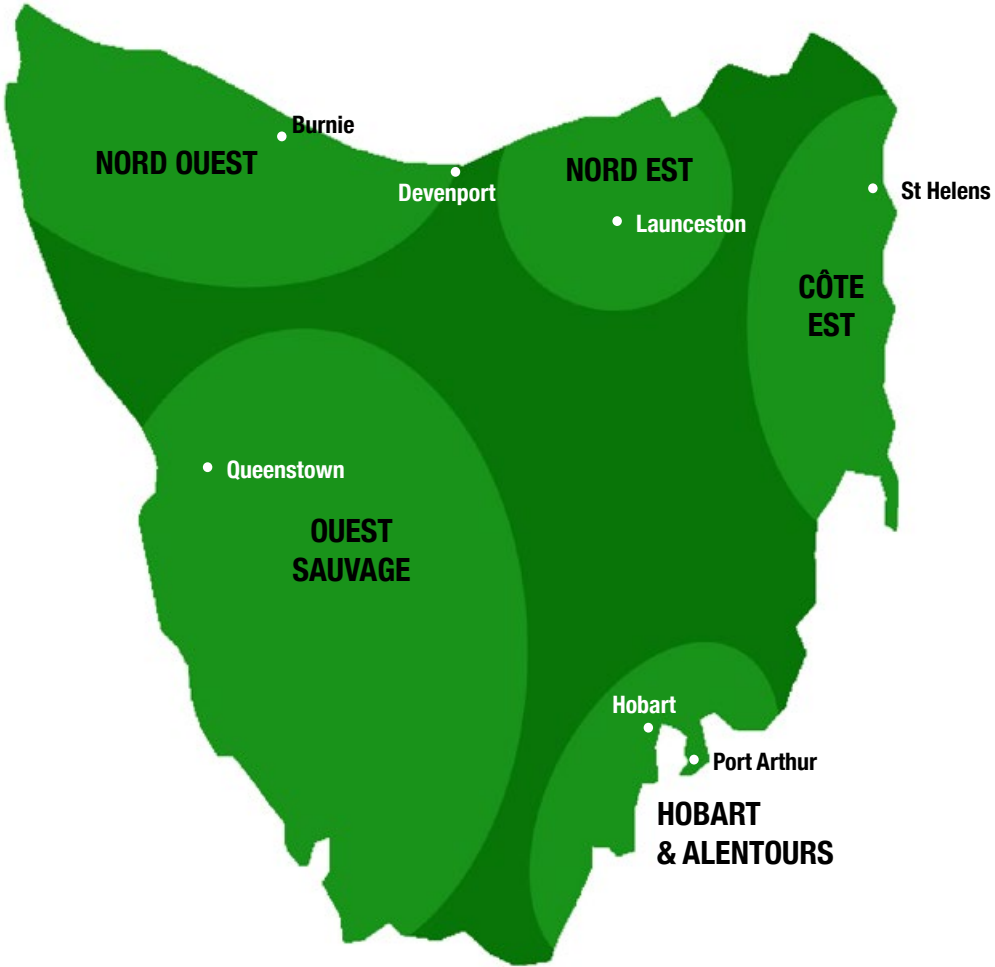 Burnie
NORD OUEST
Devenport
NORD EST
Launceston
St Helens
CÔTE
EST
Queenstown
OUEST
SAUVAGE
Hobart
Port Arthur
HOBART
& ALENTOURS